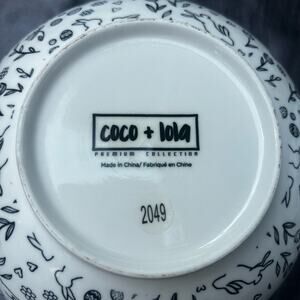 coco + lola
PREMIUM COLLECTION
Made in China/ Fabriqué en Chine
2049